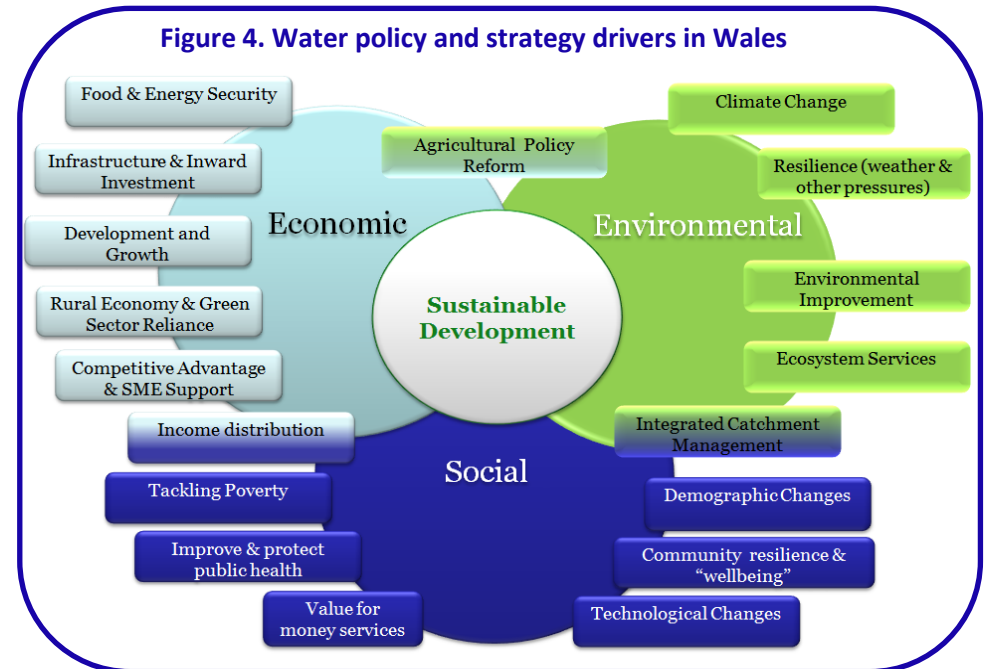 Figure 4. Water policy and strategy drivers in Wales
Food & Energy Security
Infrastructure & Inward
Investment
Development and
Growth
Rural Economy & Green
Sector Reliance
Competitive Advantage
& SME Support
Income distribution
Tackling Poverty
Improve & protect
public health
Value for
money services
Economic
Agricultural Policy
Reform
Environmental
Sustainable
Development
Social
Climate Change
Resilience (weather &
other pressures)
Environmental
Improvement
Ecosystem Services
Integrated Catchment
Management
Demographic Changes
Community resilience &
“wellbeing”
Technological Changes